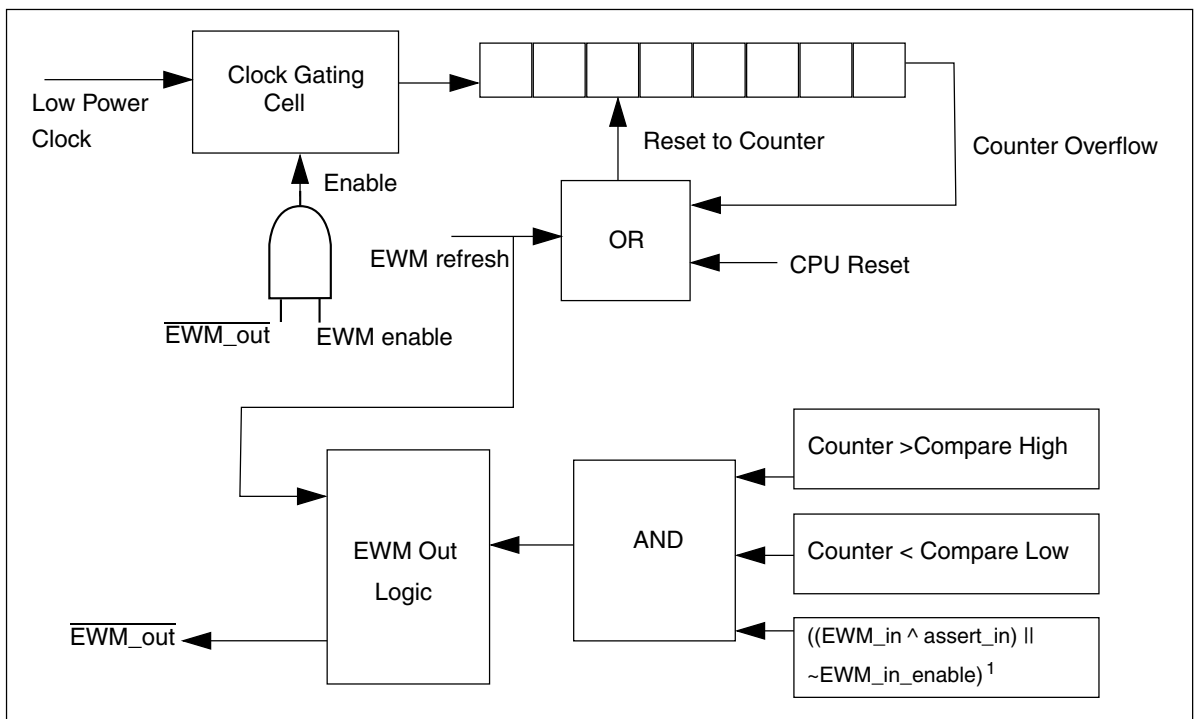 Low Power
Clock
Clock Gating
Cell
Enable
EWM_out
EWM enable
Reset to Counter
Counter Overflow
EWM refresh
OR
CPU Reset
Counter >Compare High
Counter < Compare Low
((EWM_in ^ assert_in) ||
~EWM_in_enable) 1
AND
EWM Out
Logic
EWM_out